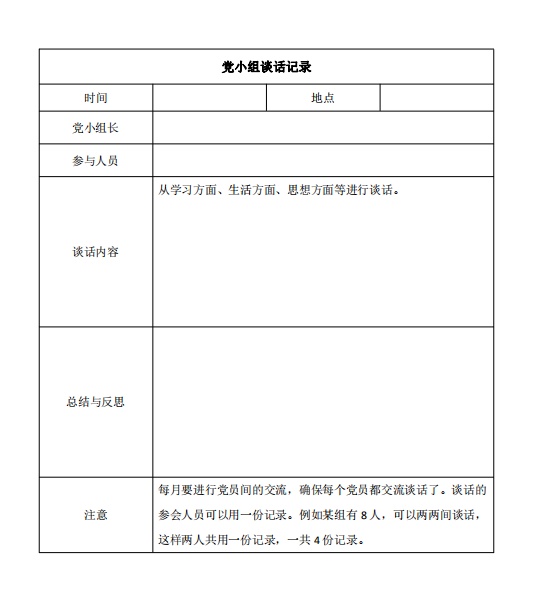 党小组谈话记录
时间
地点
党小组长
参与人员
谈话内容
从学习方面、生活方面、思想方面等进行谈话。
总结与反思
注意
每月要进行党员间的交流，确保每个党员都交流谈话了。谈话的
参会人员可以用一份记录。例如某组有 8 人，可以两两间谈话，
这样两人共用一份记录，一共 4 份记录。